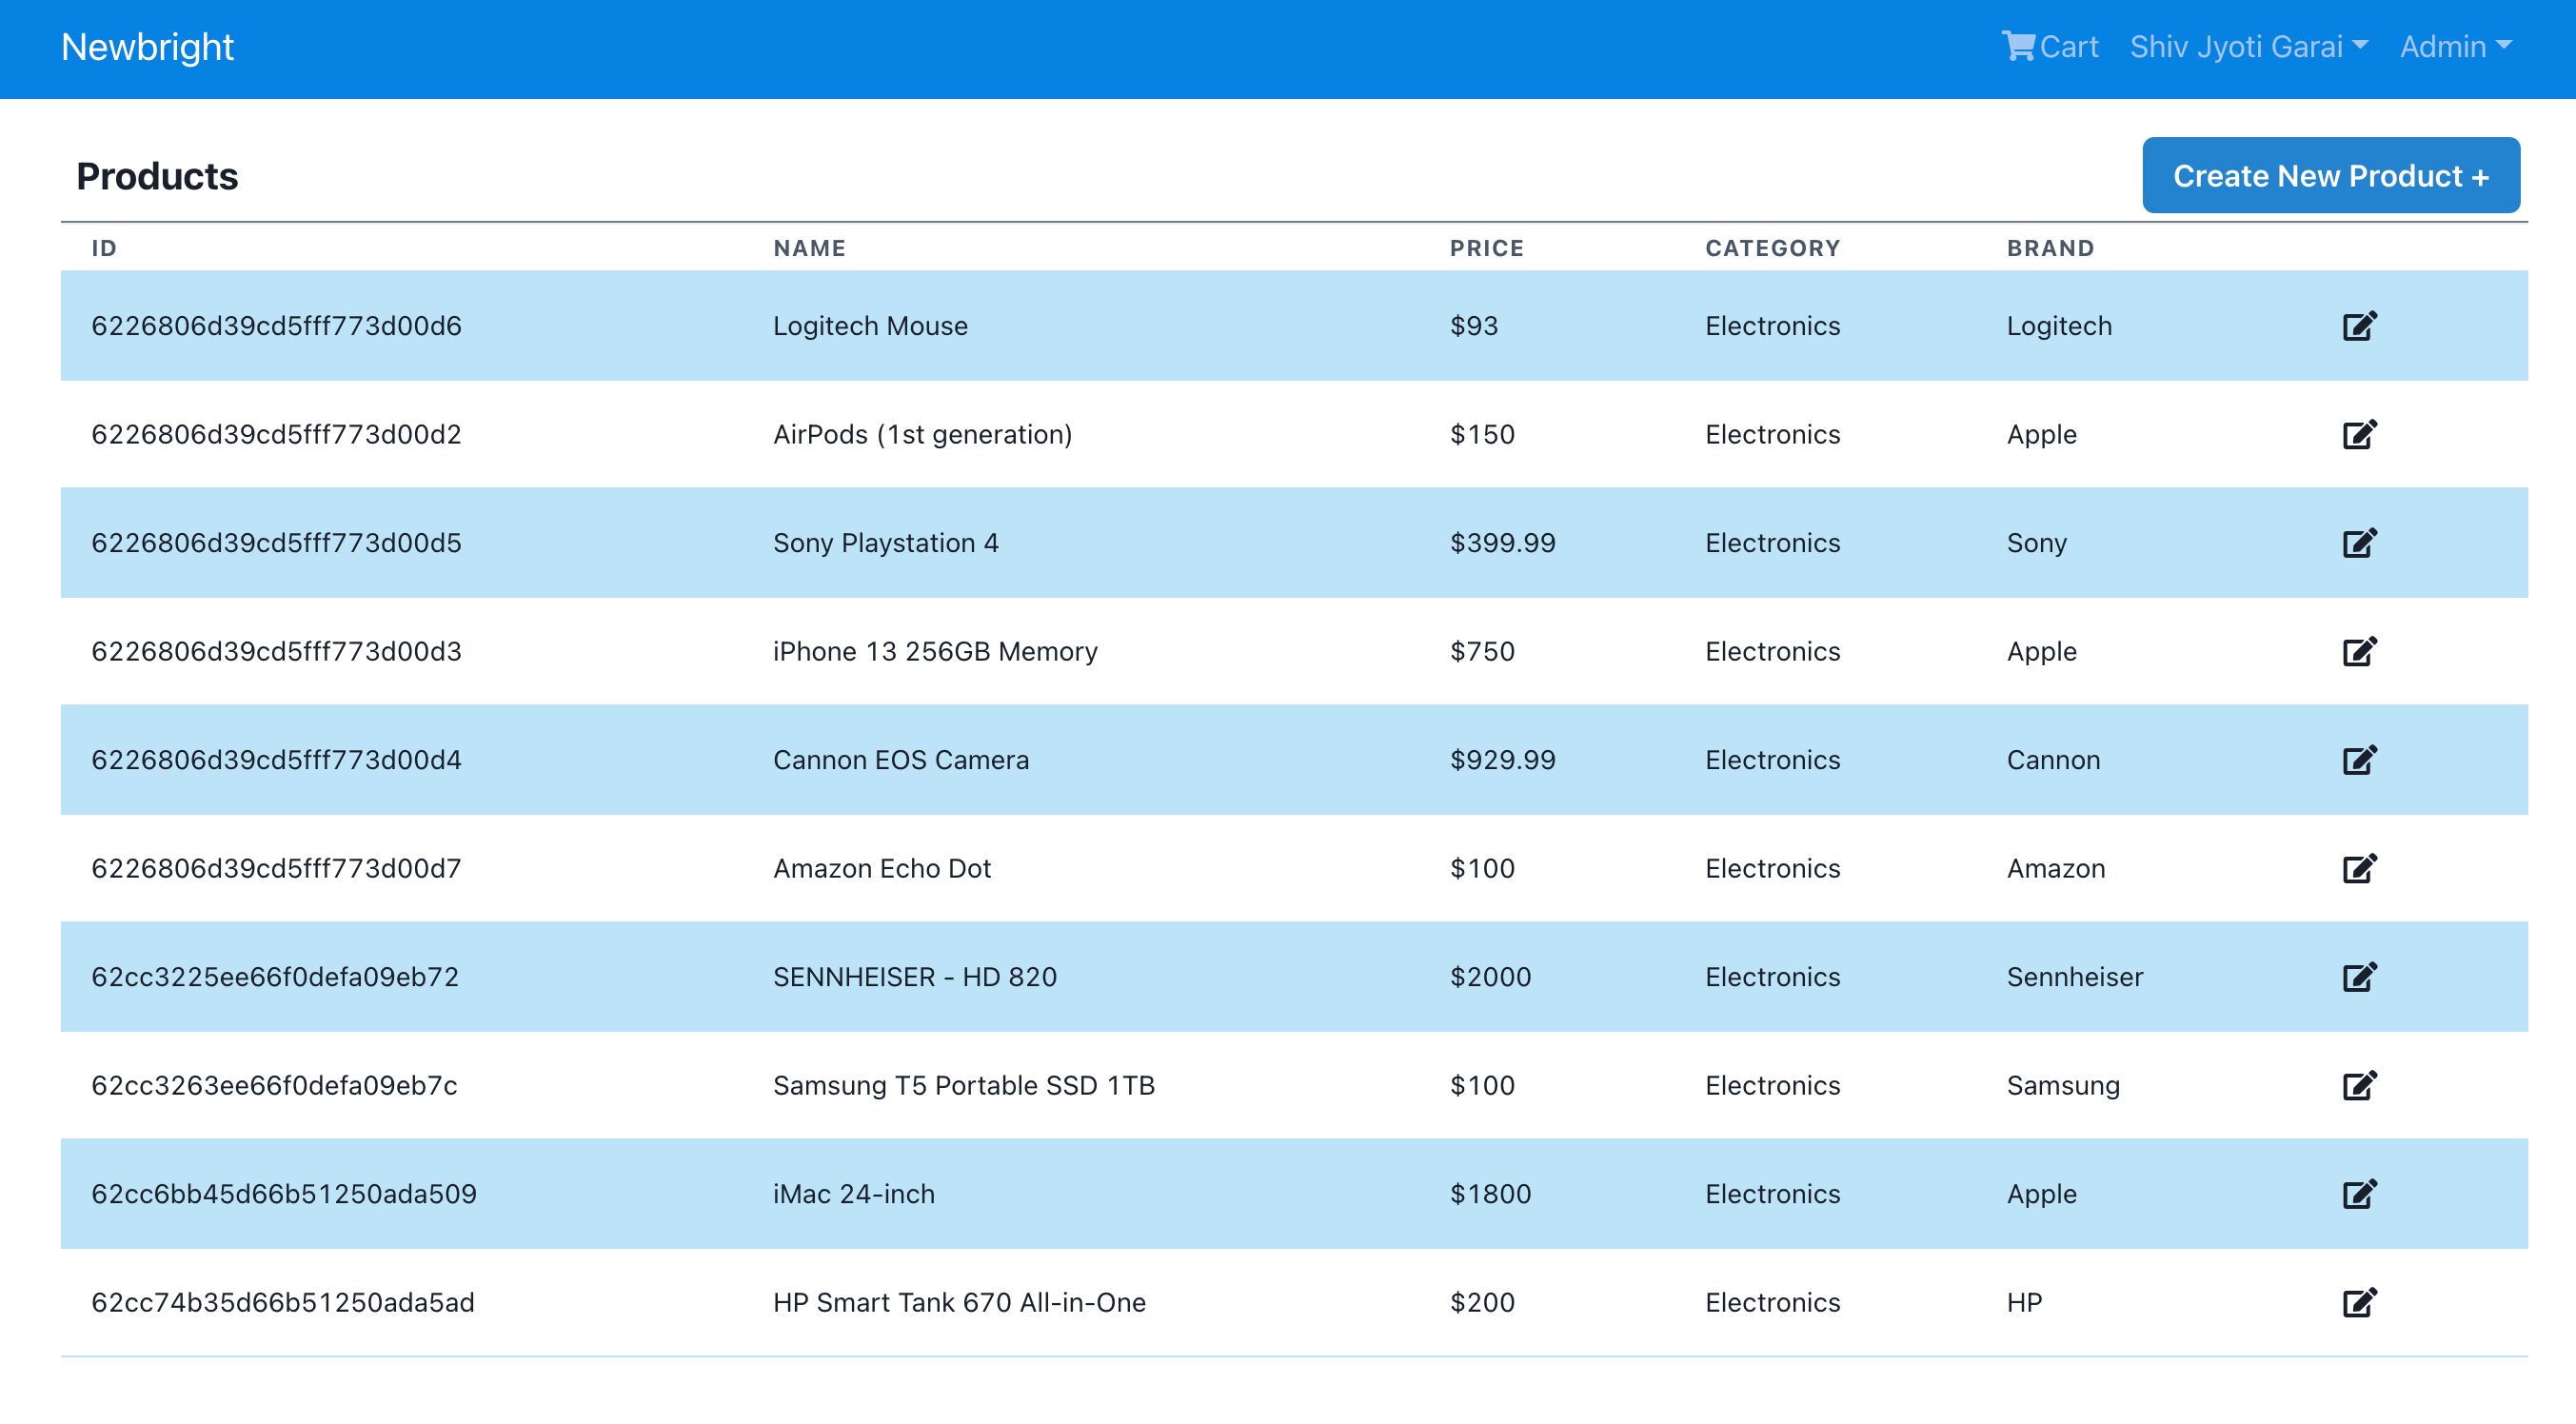 Newbright Cart Shiv Jyoti Garai Admin
Products Create New Product +
ID NAME PRICE CATEGORY BRAND
6226806d39cd5fff773d00d6 Logitech Mouse $93 Electronics Logitech
6226806d39cd5fff773d00d2 AirPods (1st generation) $150 Electronics Apple
6226806d39cd5fff773d00d5 Sony Playstation 4 $399.99 Electronics Sony
6226806d39cd5fff773d00d3 iPhone 13 256GB Memory $750 Electronics Apple
6226806d39cd5fff773d00d4 Cannon EOS Camera $929.99 Electronics Cannon
6226806d39cd5fff773d00d7 Amazon Echo Dot $100 Electronics Amazon
62cc3225ee66f0defa09eb72 SENNHEISER - HD 820 $2000 Electronics Sennheiser
62cc3263ee66f0defa09eb7c Samsung T5 Portable SSD 1TB $100 Electronics Samsung
62cc6bb45d66b51250ada509 iMac 24-inch $1800 Electronics Apple
62cc74b35d66b51250ada5ad HP Smart Tank 670 All-in-One $200 Electronics HP